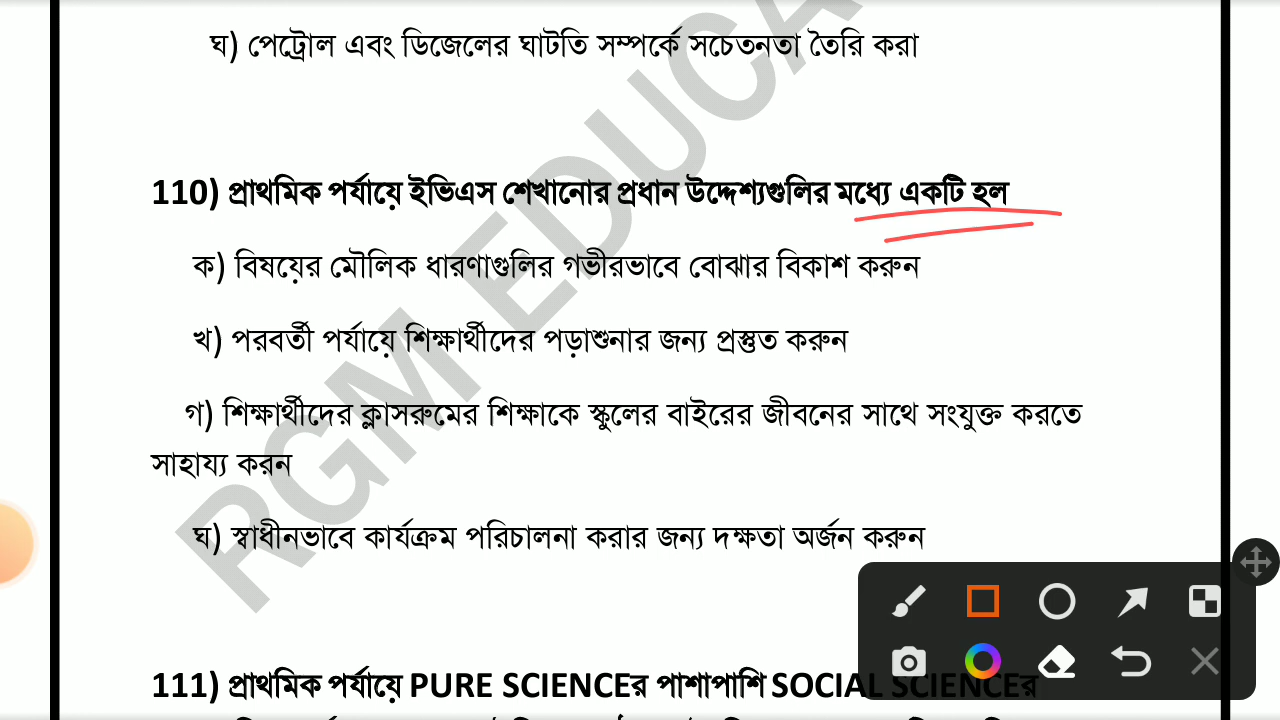 ঘ) পেট্রোল এবং ডিজেলের ঘাটতি সম্পর্কে সচেতনতা তৈরি করা
110) প্রাথমিক পর্যায়ে ইভিএস শেখানোর প্রধান উদ্দেশ্যগুলির মধ্যে একটি হল
ক) বিষয়ের মৌলিক ধারণাগুলির গভীরভাবে বোঝার বিকাশ করুন
খ) পরবর্তী পর্যায়ে শিক্ষার্থীদের পড়াশুনার জন্য প্রস্তুত করুন
গ) শিক্ষার্থীদের ক্লাসরুমের শিক্ষাকে স্কুলের বাইরের জীবনের সাথে সংযুক্ত করতে
সাহায্য করন
ঘ) স্বাধীনভাবে কার্যক্রম পরিচালনা করার জন্য দক্ষতা অর্জন করুন
111) প্রাথমিক পর্যায়ে PURE SCIENCEর পাশাপাশি SOCIAL SCIENCEর
RGM EDUCA